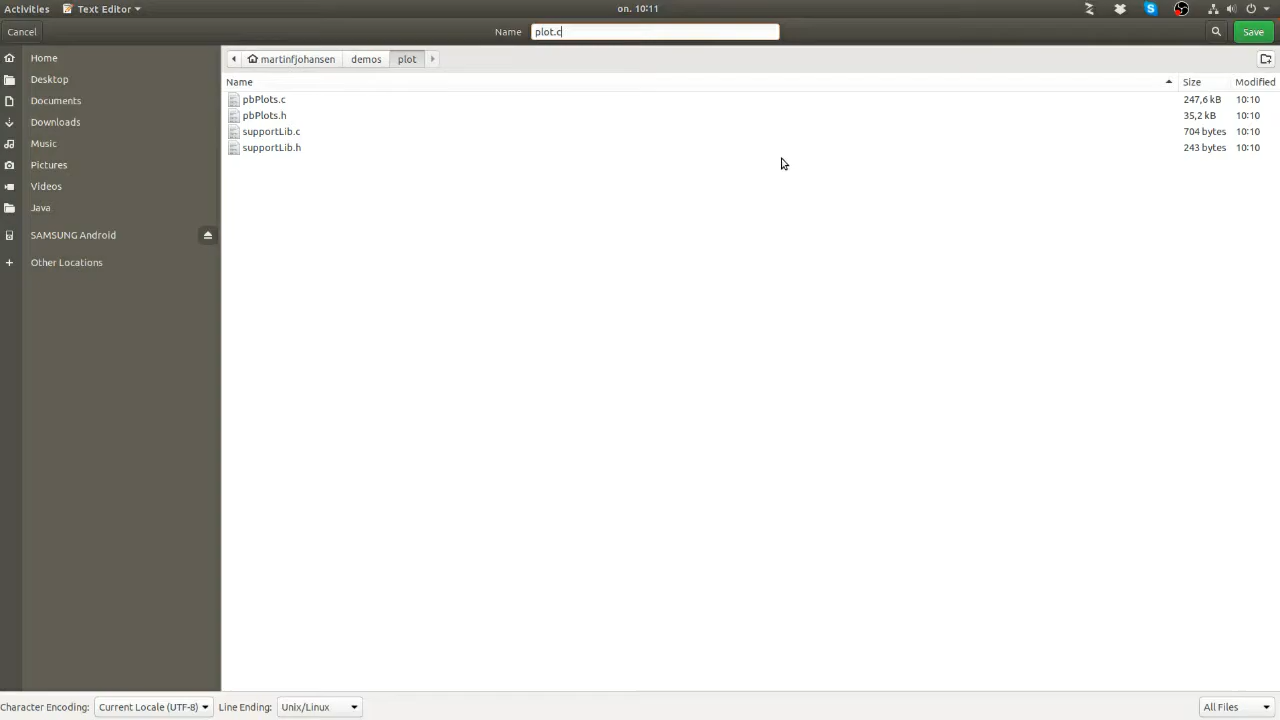 Activities Text Editor on. 10:11
Cancel Name plot.c Save
Home martinfjohansen demos plot
Desktop Name Size Modified
Documents pbPlots.c 247,6 kB 10:10
Downloads pbPlots.h 35,2 kB 10:10
Music supportLib.c 704 bytes 10:10
Pictures supportLib.h 243 bytes 10:10
Videos
Java
SAMSUNG Android
Other Locations
Character Encoding: Current Locale (UTF-8) Line Ending: Unix/Linux All Files